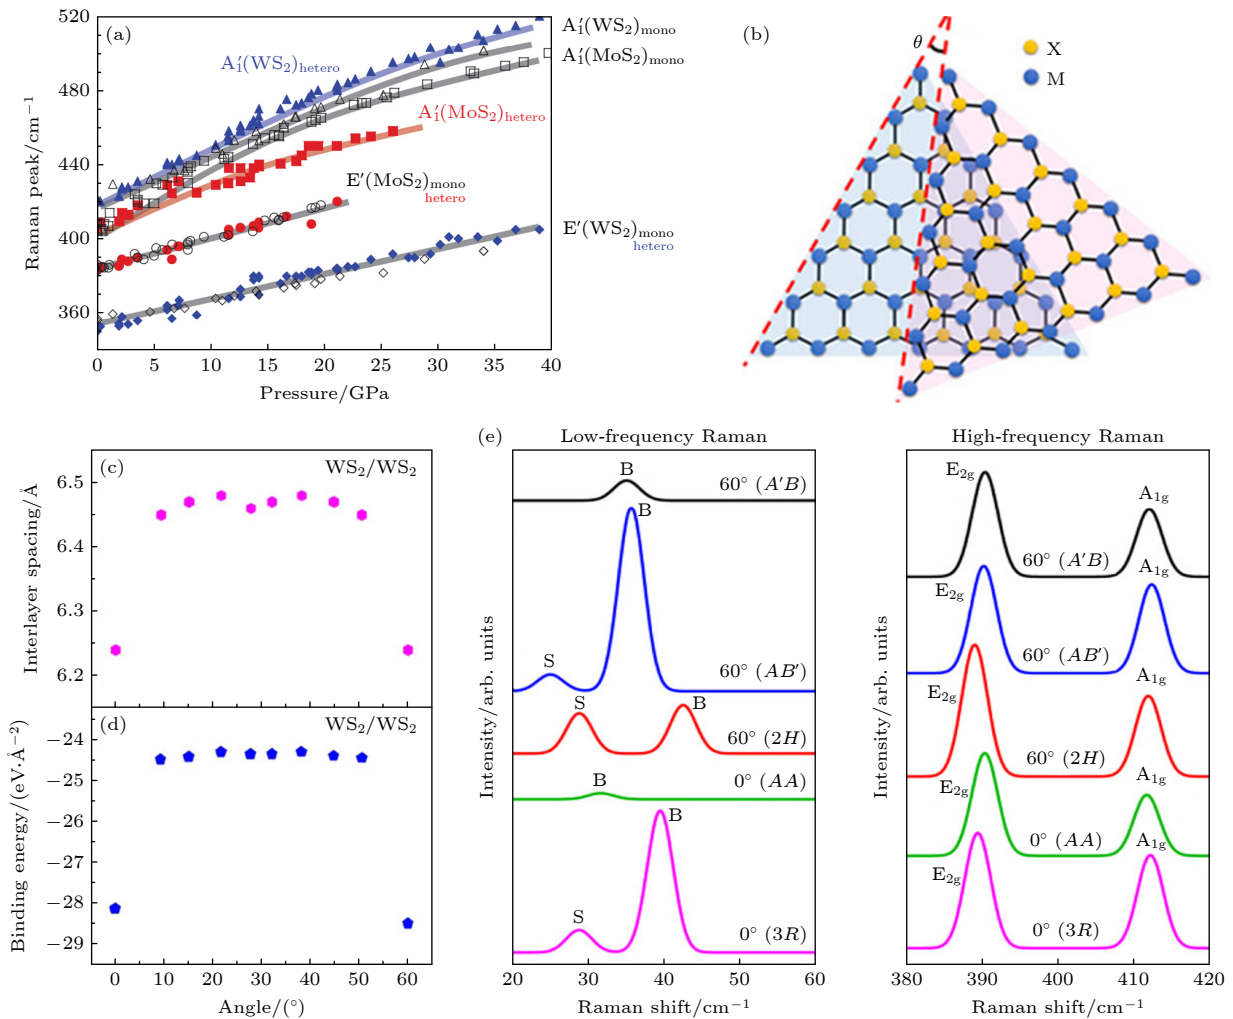 (a)
520
480
440
400
360
0
5
10
15
20
25
30
35
40
Raman peak/cm⁻¹
Pressure/GPa
A′₁(WS₂)hetero
A′₁(MoS₂)hetero
E′(MoS₂)mono
hetero
A′₁(WS₂)mono
A′₁(MoS₂)mono
E′(WS₂)mono
hetero
(b)
θ
X
M
(c)
WS₂/WS₂
6.5
6.4
6.3
6.2
Interlayer spacing/Å
(d)
WS₂/WS₂
−24
−25
−26
−27
−28
−29
Binding energy/(eV·Å⁻²)
0
10
20
30
40
50
60
Angle/(°)
(e)
Low-frequency Raman
B
60° (A′B)
B
S
60° (AB′)
S
B
60° (2H)
B
0° (AA)
B
S
0° (3R)
20
30
40
50
60
Intensity/arb. units
Raman shift/cm⁻¹
High-frequency Raman
E₂g
A₁g
60° (A′B)
E₂g
A₁g
60° (AB′)
E₂g
A₁g
60° (2H)
E₂g
A₁g
0° (AA)
E₂g
A₁g
0° (3R)
380
390
400
410
420
Intensity/arb. units
Raman shift/cm⁻¹